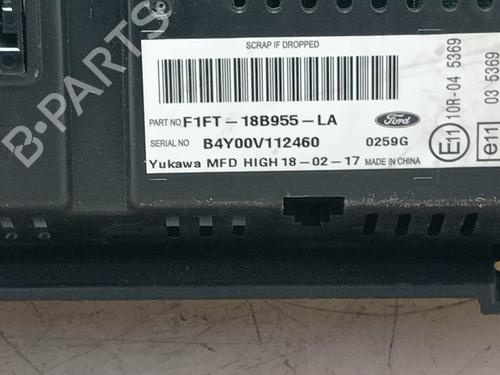 SCRAP IF DROPPED
PART NO. F1FT-18B955-LA
Ford
SERIAL NO B4Y00V112460 0259G
Yukawa MFD HIGH 18-02-17 MADE IN CHINA
E11 10R-04 5369
e11 03 5369
B-PARTS